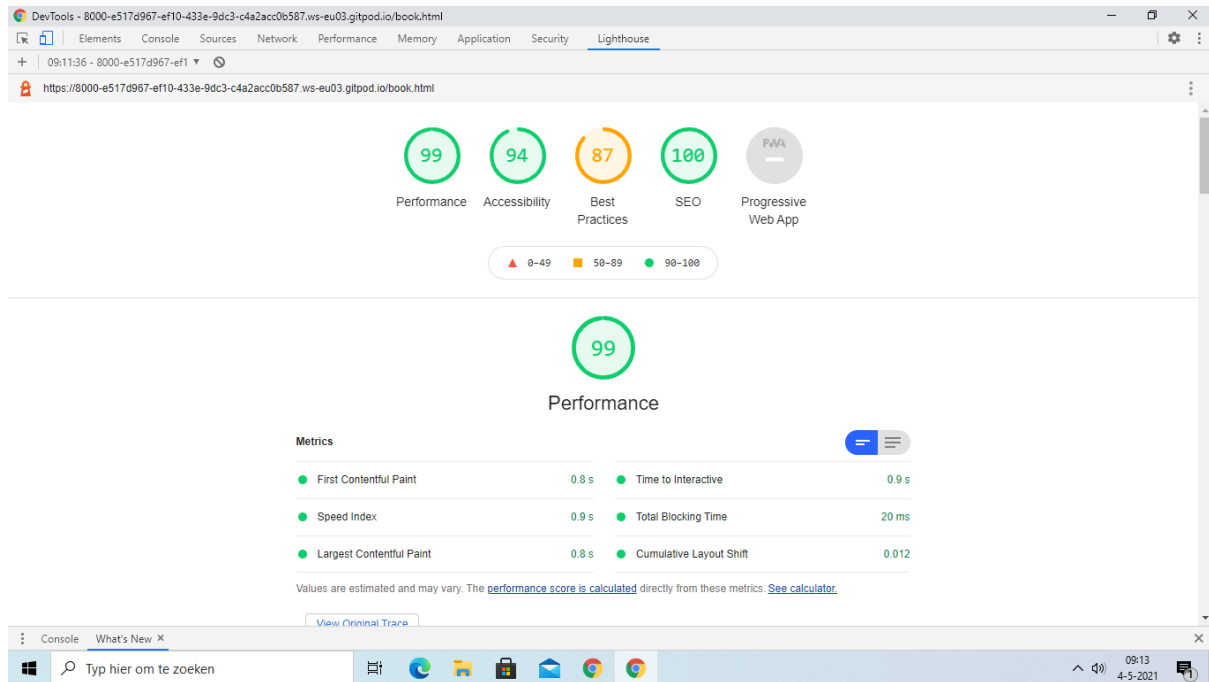 DevTools - 8000-e517d967-ef10-433e-9dc3-c4a2acc0b587.ws-eu03.gitpod.io/book.html
Elements Console Sources Network Performance Memory Application Security Lighthouse
09:11:36 - 8000-e517d967-ef1
https://8000-e517d967-ef10-433e-9dc3-c4a2acc0b587.ws-eu03.gitpod.io/book.html
99 94 87 100 PWA
Performance Accessibility Best Practices SEO Progressive Web App
0–49 50–89 90–100
99
Performance
Metrics
First Contentful Paint 0.8 s Time to Interactive 0.9 s
Speed Index 0.9 s Total Blocking Time 20 ms
Largest Contentful Paint 0.8 s Cumulative Layout Shift 0.012
Values are estimated and may vary. The performance score is calculated directly from these metrics. See calculator.
View Original Trace
Console What's New
Typ hier om te zoeken 09:13
4-5-2021
1